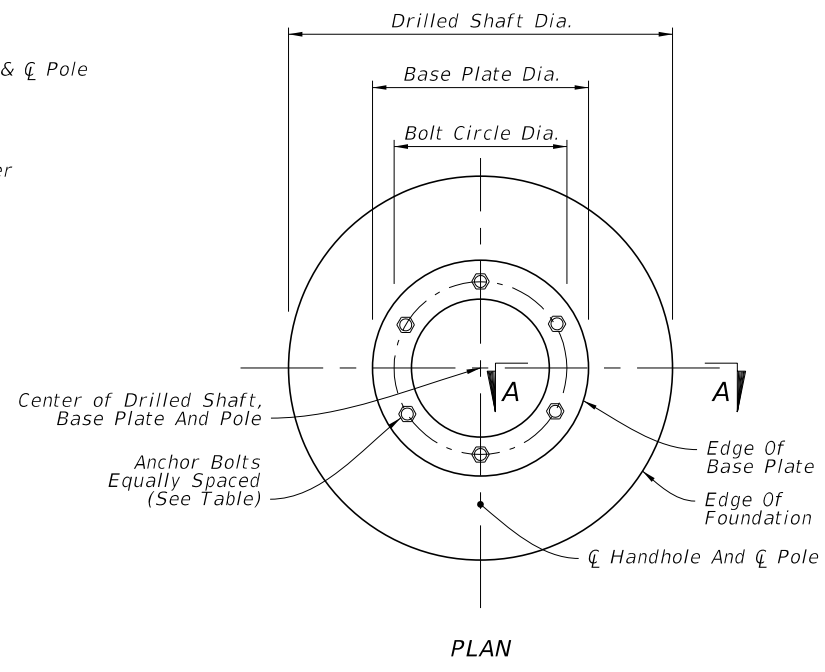 Drilled Shaft Dia.
& ℄ Pole
Base Plate Dia.
Bolt Circle Dia.
er
A
A
Center of Drilled Shaft,
Base Plate And Pole
Anchor Bolts
Equally Spaced
(See Table)
Edge Of
Base Plate
Edge Of
Foundation
℄ Handhole And ℄ Pole
PLAN